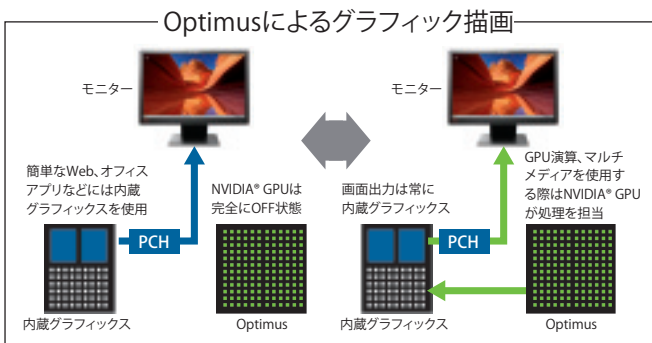 Optimusによるグラフィック描画
モニター
簡単なWeb、オフィス
アプリなどには内蔵
グラフィックスを使用
NVIDIA® GPUは
完全にOFF状態
PCH
内蔵グラフィックス
Optimus
モニター
画面出力は常に
内蔵グラフィックス
GPU演算、マルチ
メディアを使用す
る際はNVIDIA® GPU
が処理を担当
PCH
内蔵グラフィックス
Optimus